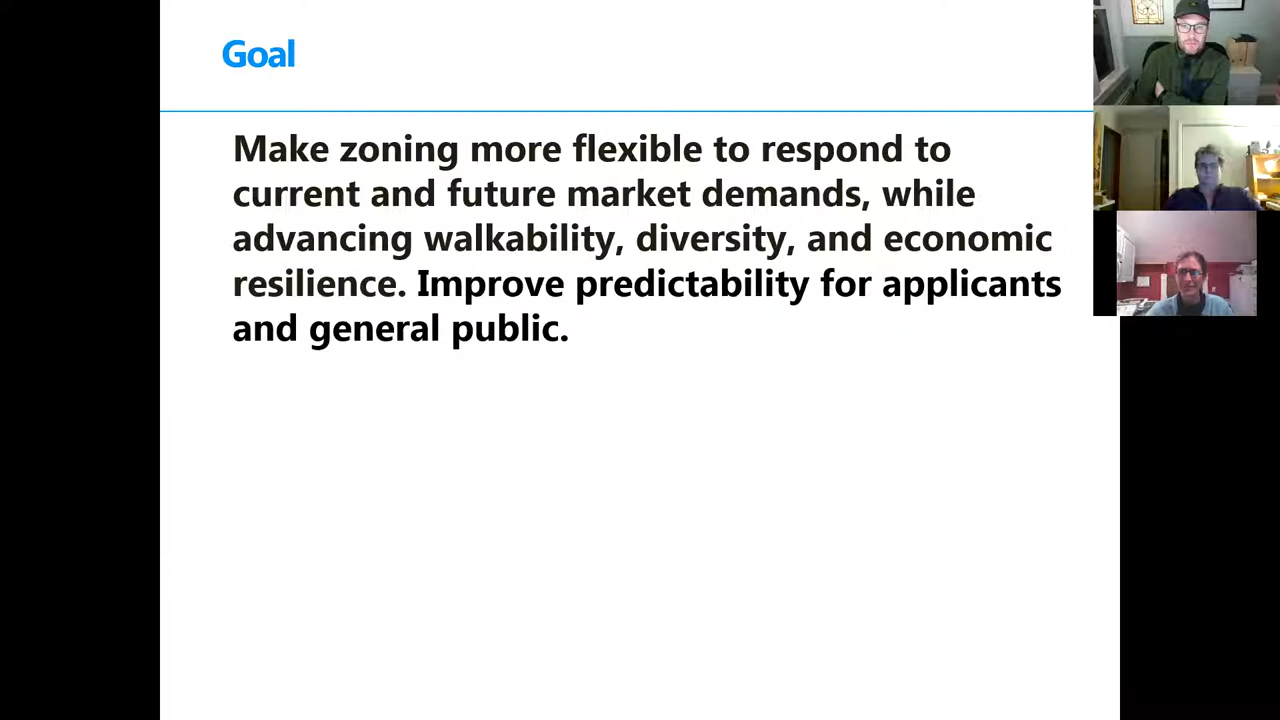 Goal
Make zoning more flexible to respond to
current and future market demands, while
advancing walkability, diversity, and economic
resilience. Improve predictability for applicants
and general public.